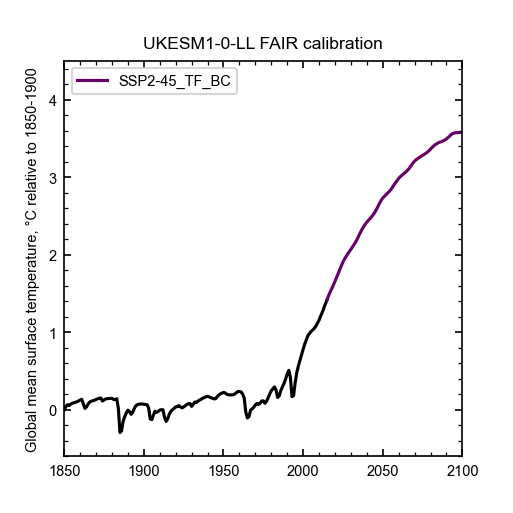 UKESM1-0-LL FAIR calibration
SSP2-45_TF_BC
Global mean surface temperature, °C relative to 1850-1900
4
3
2
1
0
1850 1900 1950 2000 2050 2100